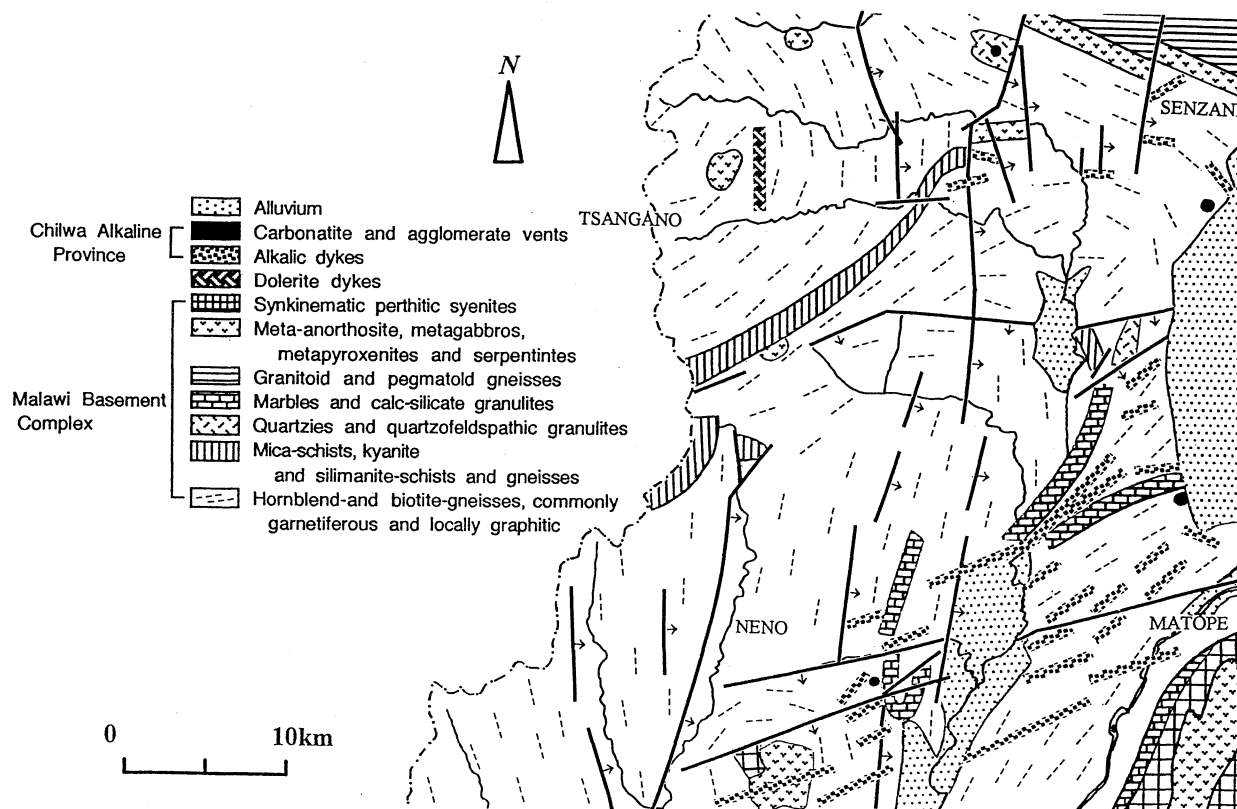 N
SENZANI
TSANGANO
Alluvium
Chilwa Alkaline
Province
Carbonatite and agglomerate vents
Alkalic dykes
Dolerite dykes
Synkinematic perthitic syenites
Meta-anorthosite, metagabbros,
metapyroxenites and serpentintes
Granitoid and pegmatold gneisses
Malawi Basement
Complex
Marbles and calc-silicate granulites
Quartzies and quartzofeldspathic granulites
Mica-schists, kyanite
and silimanite-schists and gneisses
Hornblend-and biotite-gneisses, commonly
garnetiferous and locally graphitic
NENO
MATOPE
0 10km